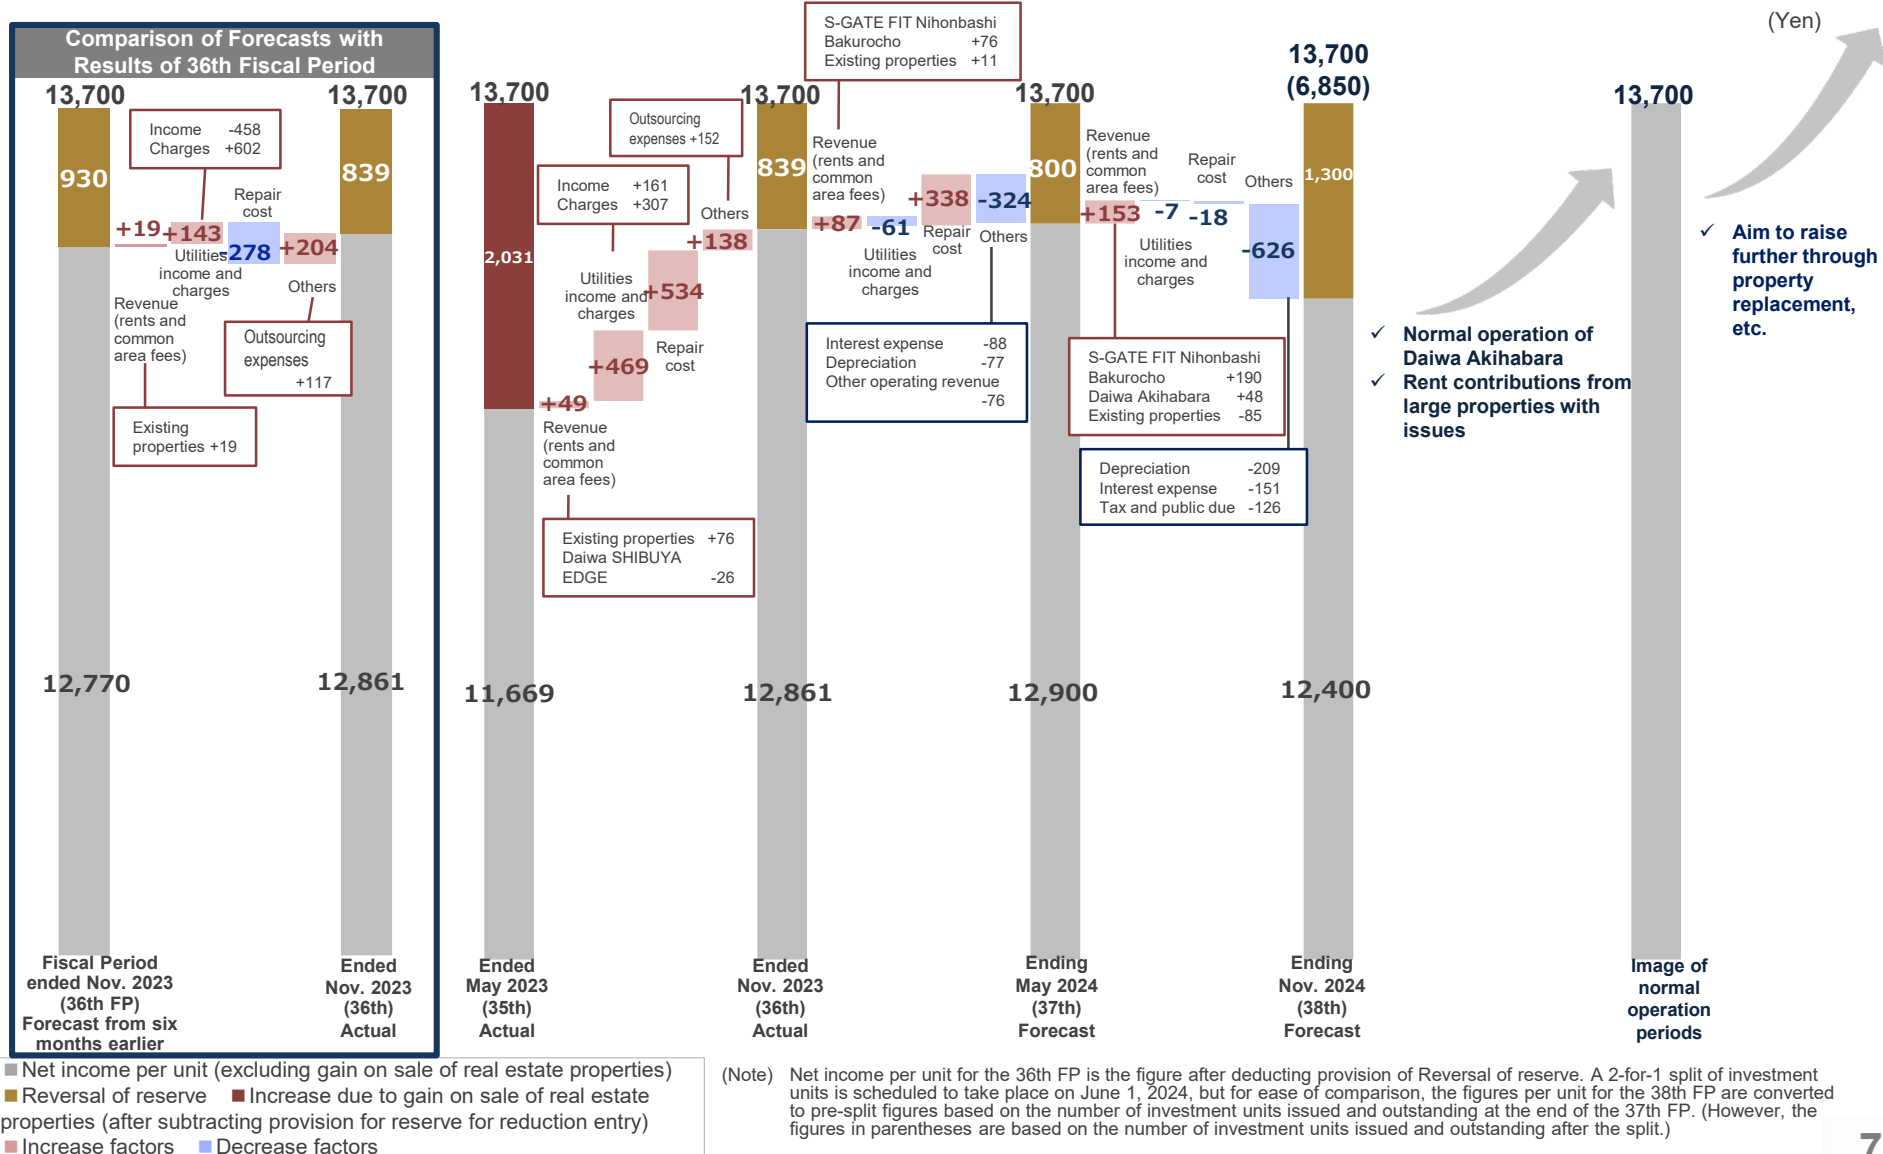 (Yen)
Comparison of Forecasts with
Results of 36th Fiscal Period
13,700
930
12,770
+19
Revenue
(rents and
common
area fees)
Existing
properties +19
Income -458
Charges +602
+143
Utilities
income and
charges
Repair
cost
-278
+204
Others
Outsourcing
expenses
+117
13,700
839
12,861
Fiscal Period
ended Nov. 2023
(36th FP)
Forecast from six
months earlier
Ended
Nov. 2023
(36th)
Actual
13,700
2,031
11,669
+49
Revenue
(rents and
common
area fees)
Existing properties +76
Daiwa SHIBUYA
EDGE -26
Income +161
Charges +307
Utilities
income and
charges
+469
+534
Repair
cost
Outsourcing
expenses +152
Others
+138
13,700
839
12,861
S-GATE FIT Nihonbashi
Bakurocho +76
Existing properties +11
Revenue
(rents and
common
area fees)
+87
-61
Utilities
income and
charges
+338
Repair
cost
-324
Others
Interest expense -88
Depreciation -77
Other operating revenue
-76
13,700
800
12,900
Revenue
(rents and
common
area fees)
+153
S-GATE FIT Nihonbashi
Bakurocho +190
Daiwa Akihabara +48
Existing properties -85
-7
Utilities
income and
charges
Repair
cost
-18
Others
-626
Depreciation -209
Interest expense -151
Tax and public due -126
13,700
(6,850)
1,300
12,400
✓ Normal operation of
Daiwa Akihabara
✓ Rent contributions from
large properties with
issues
13,700
✓ Aim to raise
further through
property
replacement,
etc.
Ended
May 2023
(35th)
Actual
Ended
Nov. 2023
(36th)
Actual
Ending
May 2024
(37th)
Forecast
Ending
Nov. 2024
(38th)
Forecast
Image of
normal
operation
periods
Net income per unit (excluding gain on sale of real estate properties)
Reversal of reserve Increase due to gain on sale of real estate
properties (after subtracting provision for reserve for reduction entry)
Increase factors Decrease factors
(Note) Net income per unit for the 36th FP is the figure after deducting provision of Reversal of reserve. A 2-for-1 split of investment
units is scheduled to take place on June 1, 2024, but for ease of comparison, the figures per unit for the 38th FP are converted
to pre-split figures based on the number of investment units issued and outstanding at the end of the 37th FP. (However, the
figures in parentheses are based on the number of investment units issued and outstanding after the split.)
7